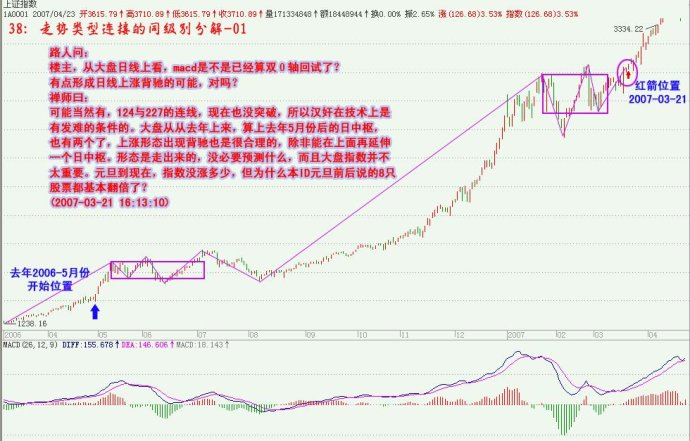 上证指数
1A0001 2007/04/23 开3615.79↑高3710.89↑低3615.79↑收3710.89↑量171334848↑额18448944↑换0.00% 振2.65% 涨(126.68)3.53% 指数(126.68)3.53%
38: 走势类型连接的同级别分解-01
3334.22
路人问:
楼主,从大盘日线上看,macd是不是已经算双0轴回试了?
有点形成日线上涨背驰的可能,对吗?
禅师曰:
可能当然有,124与227的连线,现在也没突破,所以汉奸在技术上是
有发难的条件的。大盘从从去年上来,算上去年5月份后的日中枢,
也有两个了,上涨形态出现背驰也是很合理的,除非能在上面再延伸
一个日中枢。形态是走出来的,没必要预测什么,而且大盘指数并不
太重要。元旦到现在,指数没涨多少,但为什么本ID元旦前后说的8只
股票都基本翻倍了?
(2007-03-21 16:13:10)
红箭位置
2007-03-21
去年2006-5月份
开始位置
1238.16
2006 03 04 05 06 07 08 09 10 11 12 2007 02 03 04
MACD(26,12,9) DIFF:155.678↑ DEA:146.606↑ MACD:18.143↑